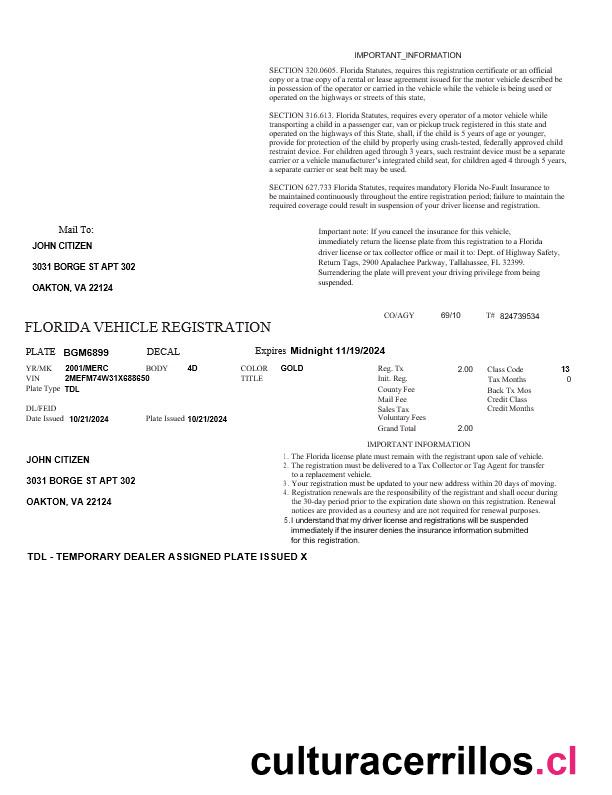 IMPORTANT_INFORMATION
SECTION 320.0605. Florida Statutes, requires this registration certificate or an official
copy or a true copy of a rental or lease agreement issued for the motor vehicle described be
in possession of the operator or carried in the vehicle while the vehicle is being used or
operated on the highways or streets of this state,
SECTION 316.613. Florida Statutes, requires every operator of a motor vehicle while
transporting a child in a passenger car, van or pickup truck registered in this state and
operated on the highways of this State, shall, if the child is 5 years of age or younger,
provide for protection of the child by properly using crash-tested, federally approved child
restraint device. For children aged through 3 years, such restraint device must be a separate
carrier or a vehicle manufacturer's integrated child seat, for children aged 4 through 5 years,
a separate carrier or seat belt may be used.
SECTION 627.733 Florida Statutes, requires mandatory Florida No-Fault Insurance to
be maintained continuously throughout the entire registration period; failure to maintain the
required coverage could result in suspension of your driver license and registration.
Mail To:
JOHN CITIZEN
3031 BORGE ST APT 302
OAKTON, VA 22124
Important note: If you cancel the insurance for this vehicle,
immediately return the license plate from this registration to a Florida
driver license or tax collector office or mail it to: Dept. of Highway Safety,
Return Tags, 2900 Apalachee Parkway, Tallahassee, FL 32399.
Surrendering the plate will prevent your driving privilege from being
suspended.
CO/AGY 69/10 T# 824739534
FLORIDA VEHICLE REGISTRATION
PLATE BGM6899 DECAL Expires Midnight 11/19/2024
YR/MK 2001/MERC BODY 4D COLOR GOLD Reg. Tx 2.00 Class Code 13
VIN 2MEFM74W31X688650 TITLE Init. Reg. Tax Months 0
Plate Type TDL County Fee Back Tx Mos
Mail Fee Credit Class
DL/FEID Sales Tax Credit Months
Date Issued 10/21/2024 Plate Issued 10/21/2024 Voluntary Fees
Grand Total 2.00
IMPORTANT INFORMATION
JOHN CITIZEN
3031 BORGE ST APT 302
OAKTON, VA 22124
1. The Florida license plate must remain with the registrant upon sale of vehicle.
2. The registration must be delivered to a Tax Collector or Tag Agent for transfer
to a replacement vehicle.
3. Your registration must be updated to your new address within 20 days of moving.
4. Registration renewals are the responsibility of the registrant and shall occur during
the 30-day period prior to the expiration date shown on this registration. Renewal
notices are provided as a courtesy and are not required for renewal purposes.
5. I understand that my driver license and registrations will be suspended
immediately if the insurer denies the insurance information submitted
for this registration.
TDL - TEMPORARY DEALER ASSIGNED PLATE ISSUED X
culturacerrillos.cl